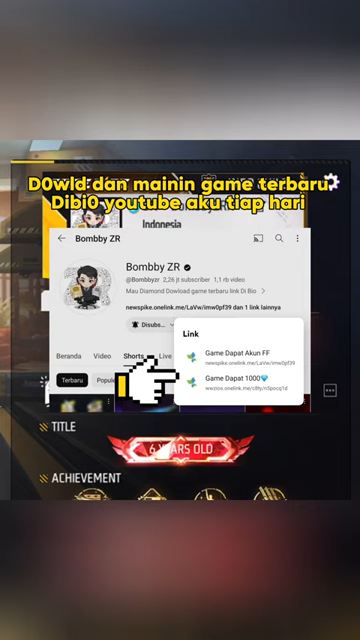 D0wld dan mainin game terbaru
Dibi0 youtube aku tiap hari
Indonesia
Bombby ZR
Bombby ZR
@Bombyzr 2,26 jt subscriber 1,1 rb video
Mau Diamond Dowload game terbaru link Di Bio
newspike.onelink.me/LaVw/imw0pf39 dan 1 link lainnya
Disubs...
Link
Game Dapat Akun FF
newspike.onelink.me/LaVw/imw0pf39
Game Dapat 1000💎
Beranda Video Shorts Live
Terbaru Popule
TITLE
6 YEARS OLD
ACHIEVEMENT